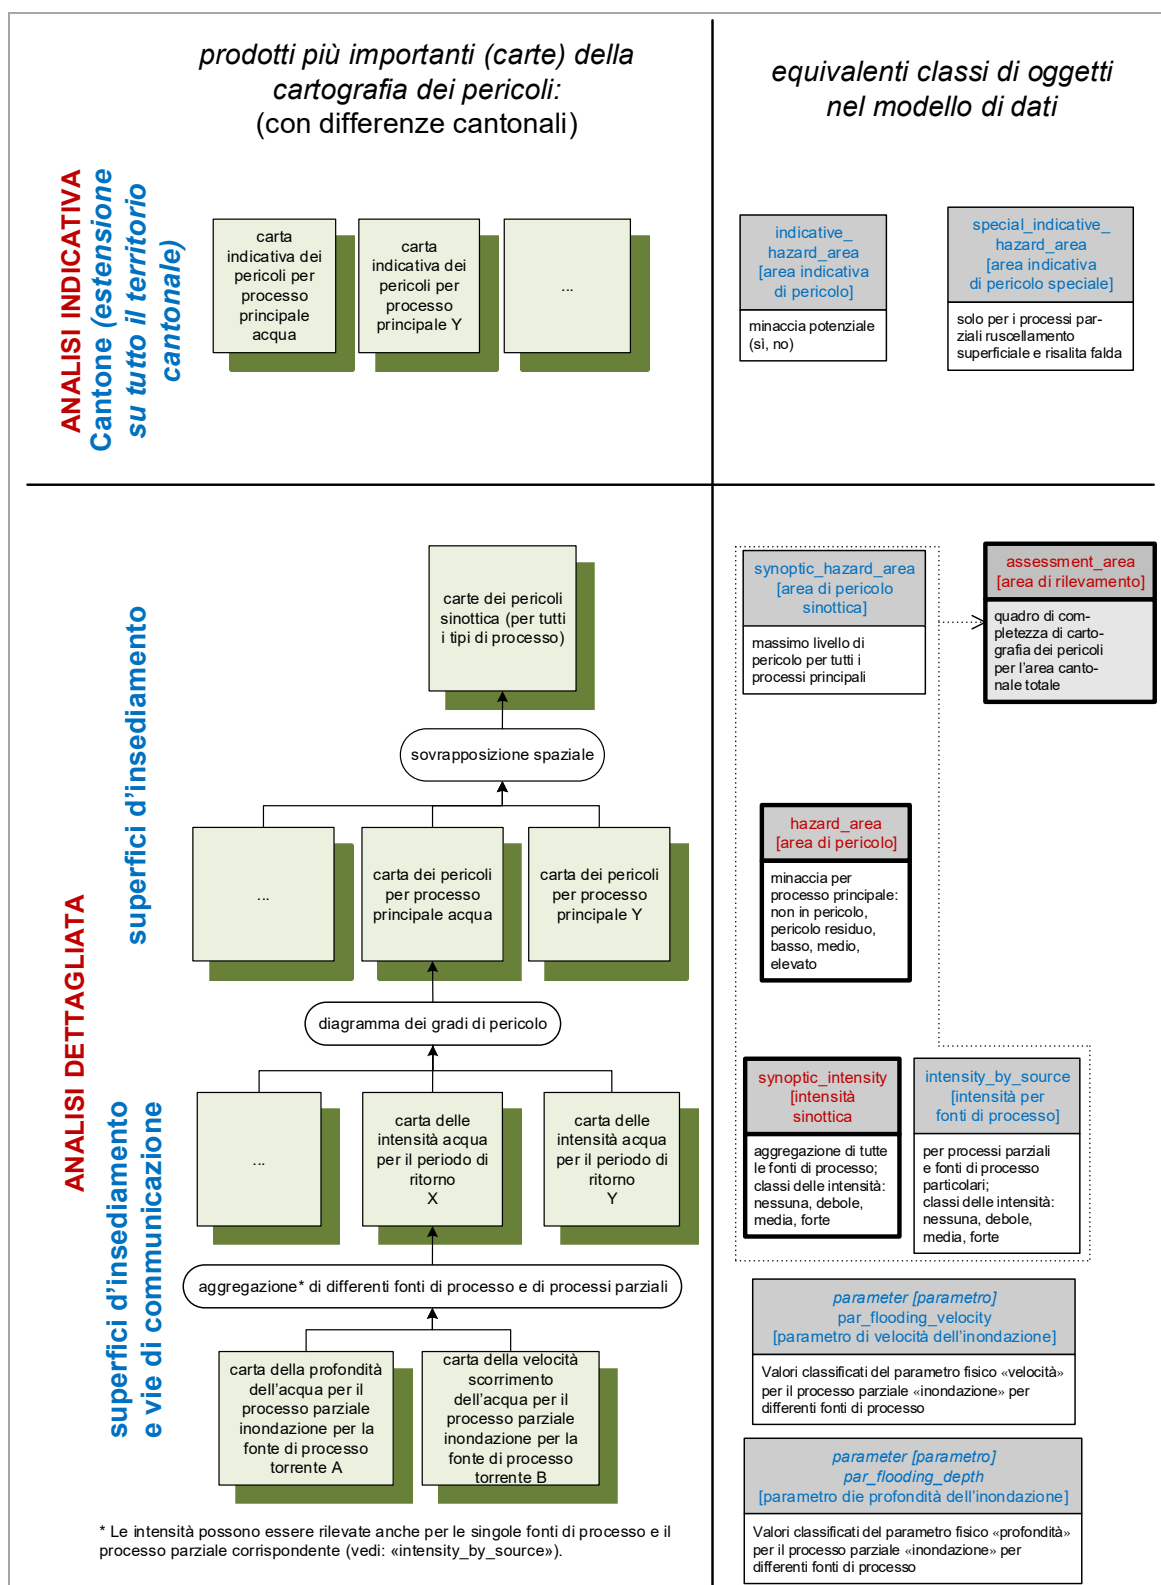 prodotti più importanti (carte) della
cartografia dei pericoli:
(con differenze cantonali)
equivalenti classi di oggetti
nel modello di dati
ANALISI INDICATIVA
Cantone (estensione
su tutto il territorio
cantonale)
carta
indicativa dei
pericoli per
processo
principale
acqua
carta
indicativa dei
pericoli per
processo
principale Y
...
indicative_
hazard_area
[area indicativa
di pericolo]
minaccia potenziale
(sì, no)
special_indicative_
hazard_area
[area indicativa
di pericolo speciale]
solo per i processi par-
ziali ruscellamento
superficiale e risalita falda
ANALISI DETTAGLIATA
superfici d'insediamento
carte dei pericoli
sinottica (per tutti
i tipi di processo)
sovrapposizione spaziale
...
carta dei pericoli
per processo
principale acqua
carta dei pericoli
per processo
principale Y
diagramma dei gradi di pericolo
synoptic_hazard_area
[area di pericolo
sinottica]
massimo livello di
pericolo per tutti i
processi principali
assessment_area
[area di rilevamento]
quadro di com-
pletezza di carto-
grafia dei pericoli
per l'area canto-
nale totale
hazard_area
[area di pericolo]
minaccia per
processo principale:
non in pericolo,
pericolo residuo,
basso, medio,
elevato
superfici d'insediamento
e vie di communicazione
...
carta delle
intensità acqua
per il periodo di
ritorno
X
carta delle
intensità acqua
per il periodo di
ritorno
Y
aggregazione* di differenti fonti di processo e di processi parziali
carta della profondità
dell'acqua per il
processo parziale
inondazione per la
fonte di processo
torrente A
carta della velocità
scorrimento
dell'acqua per il
processo parziale
inondazione per la
fonte di processo
torrente B
synoptic_intensity
[intensità
sinottica
aggregazione di tutte
le fonti di processo;
classi delle intensità:
nessuna, debole,
media, forte
intensity_by_source
[intensità per
fonti di processo]
per processi parziali
e fonti di processo
particolari;
classi delle intensità:
nessuna, debole,
media, forte
parameter [parametro]
par_flooding_velocity
[parametro di velocità dell'inondazione]
Valori classificati del parametro fisico «velocità»
per il processo parziale «inondazione» per
differenti fonti di processo
parameter [parametro]
par_flooding_depth
[parametro die profondità dell'inondazione]
Valori classificati del parametro fisico «profondità»
per il processo parziale «inondazione» per
differenti fonti di processo
* Le intensità possono essere rilevate anche per le singole fonti di processo e il
processo parziale corrispondente (vedi: «intensity_by_source»).